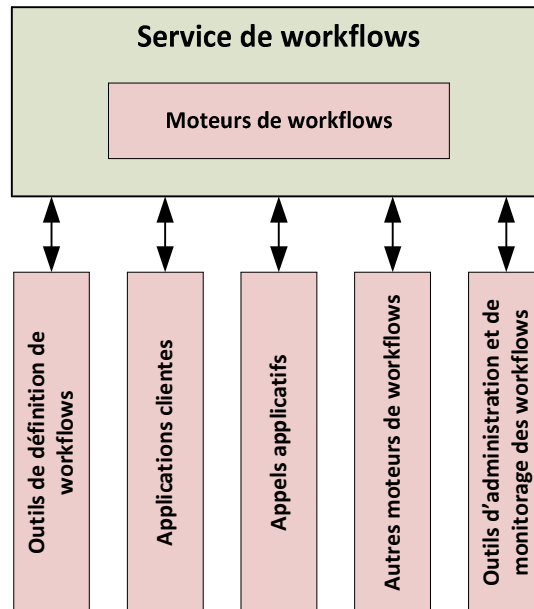 Service de workflows
Moteurs de workflows
Outils de définition de
workflows
Applications clientes
Appels applicatifs
Autres moteurs de workflows
Outils d'administration et de
monitorage des workflows